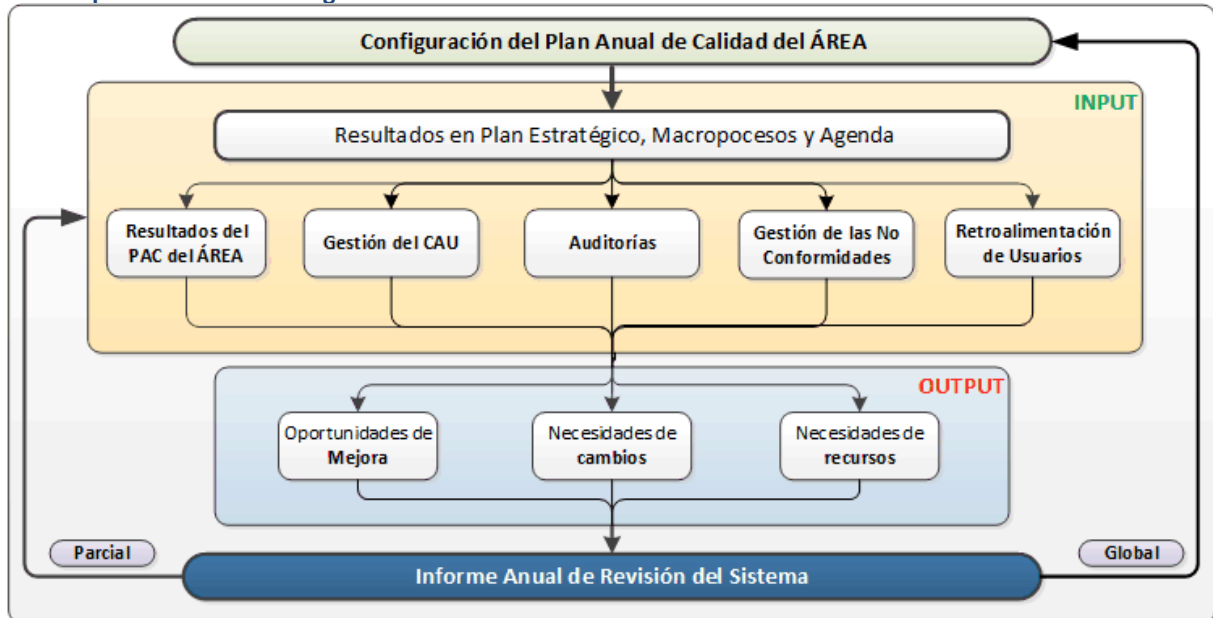 Configuración del Plan Anual de Calidad del ÁREA
INPUT
Resultados en Plan Estratégico, Macropocesos y Agenda
Resultados del
PAC del ÁREA
Gestión del CAU
Auditorías
Gestión de las No
Conformidades
Retroalimentación
de Usuarios
OUTPUT
Oportunidades de
Mejora
Necesidades de
cambios
Necesidades de
recursos
Parcial
Global
Informe Anual de Revisión del Sistema